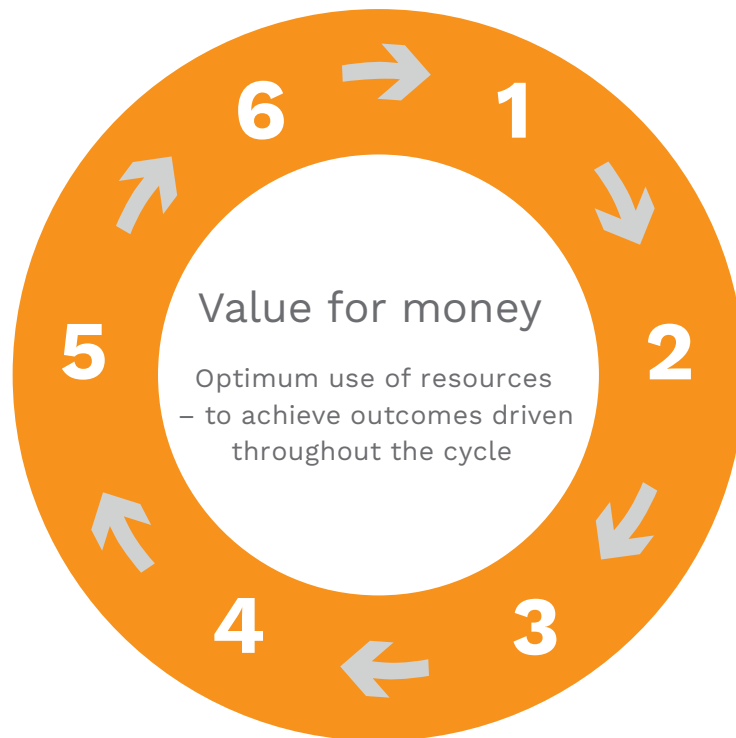 6
1
5
2
4
3
Value for money
Optimum use of resources
– to achieve outcomes driven
throughout the cycle